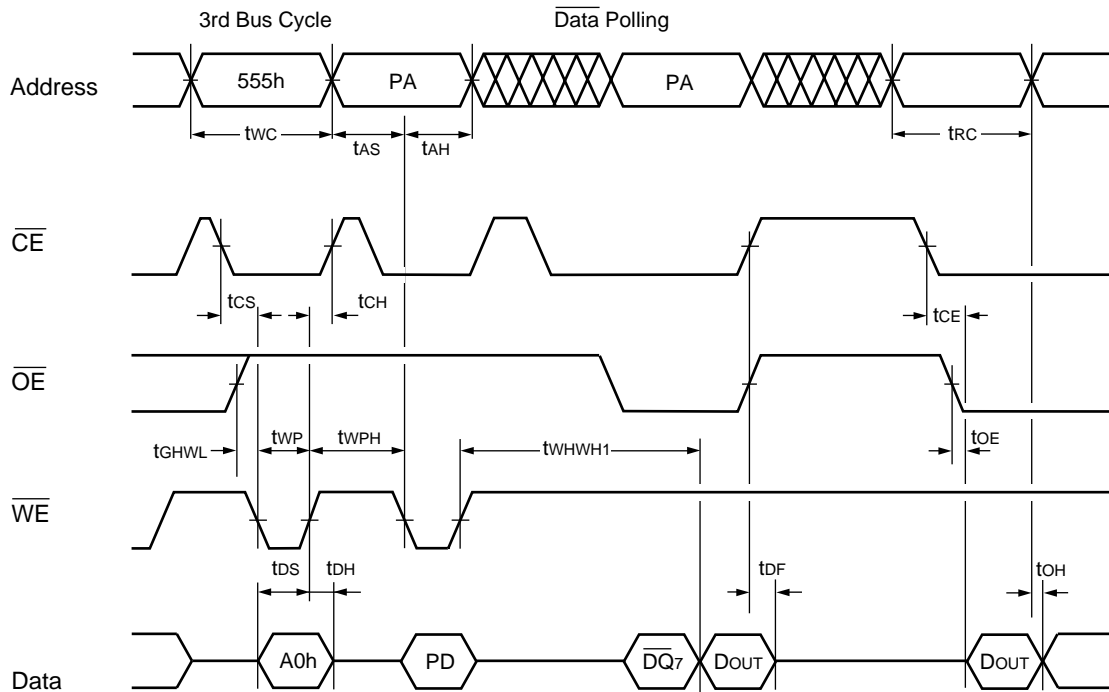 3rd Bus Cycle Data Polling
Address 555h PA PA
tWC tAS tAH tRC
CE
tCS tCH tCE
OE
tGHWL tWP tWPH tWHWH1 tOE
WE
tDS tDH tDF tOH
Data A0h PD DQ7 DOUT DOUT